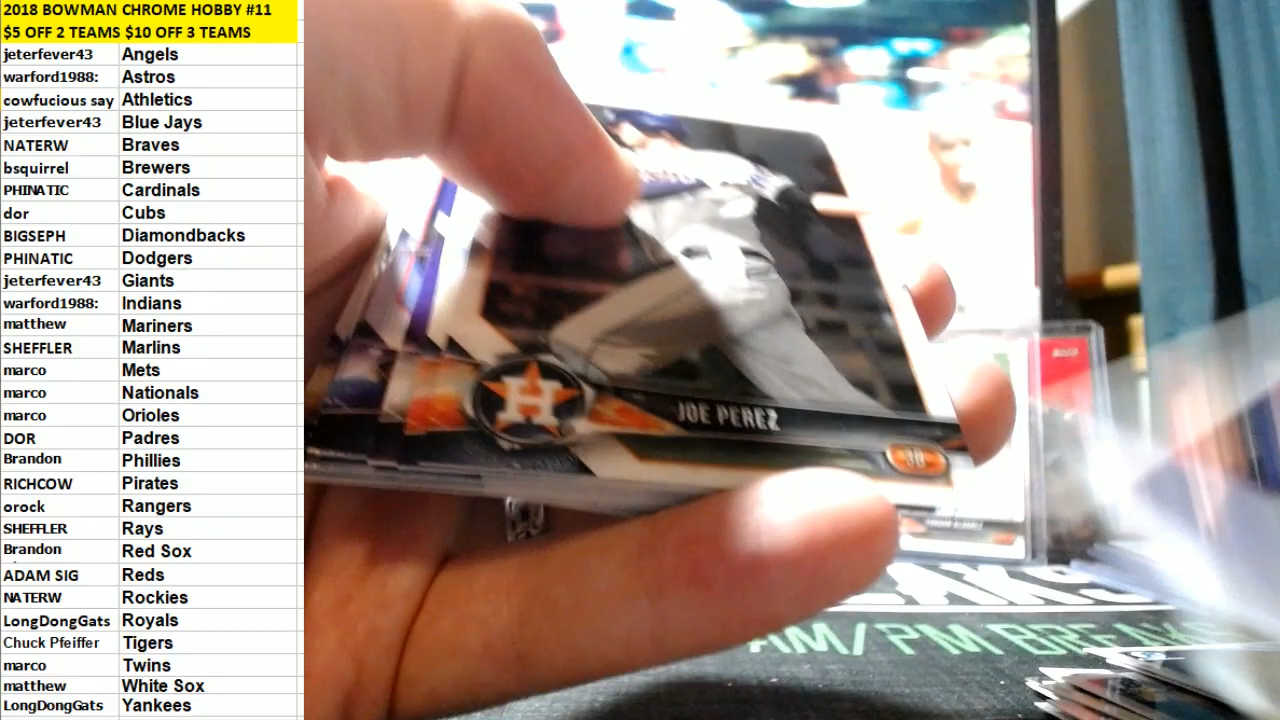 2018 BOWMAN CHROME HOBBY #11
$5 OFF 2 TEAMS $10 OFF 3 TEAMS
jeterfever43 Angels
warford1988: Astros
cowfucious say Athletics
jeterfever43 Blue Jays
NATERW Braves
bsquirrel Brewers
PHINATIC Cardinals
dor Cubs
BIGSEPH Diamondbacks
PHINATIC Dodgers
jeterfever43 Giants
warford1988: Indians
matthew Mariners
SHEFFLER Marlins
marco Mets
marco Nationals
marco Orioles
DOR Padres
Brandon Phillies
RICHCOW Pirates
orock Rangers
SHEFFLER Rays
Brandon Red Sox
ADAM SIG Reds
NATERW Rockies
LongDongGats Royals
Chuck Pfeiffer Tigers
marco Twins
matthew White Sox
LongDongGats Yankees
H
JOE PEREZ
3B
AM/PM BREAKS